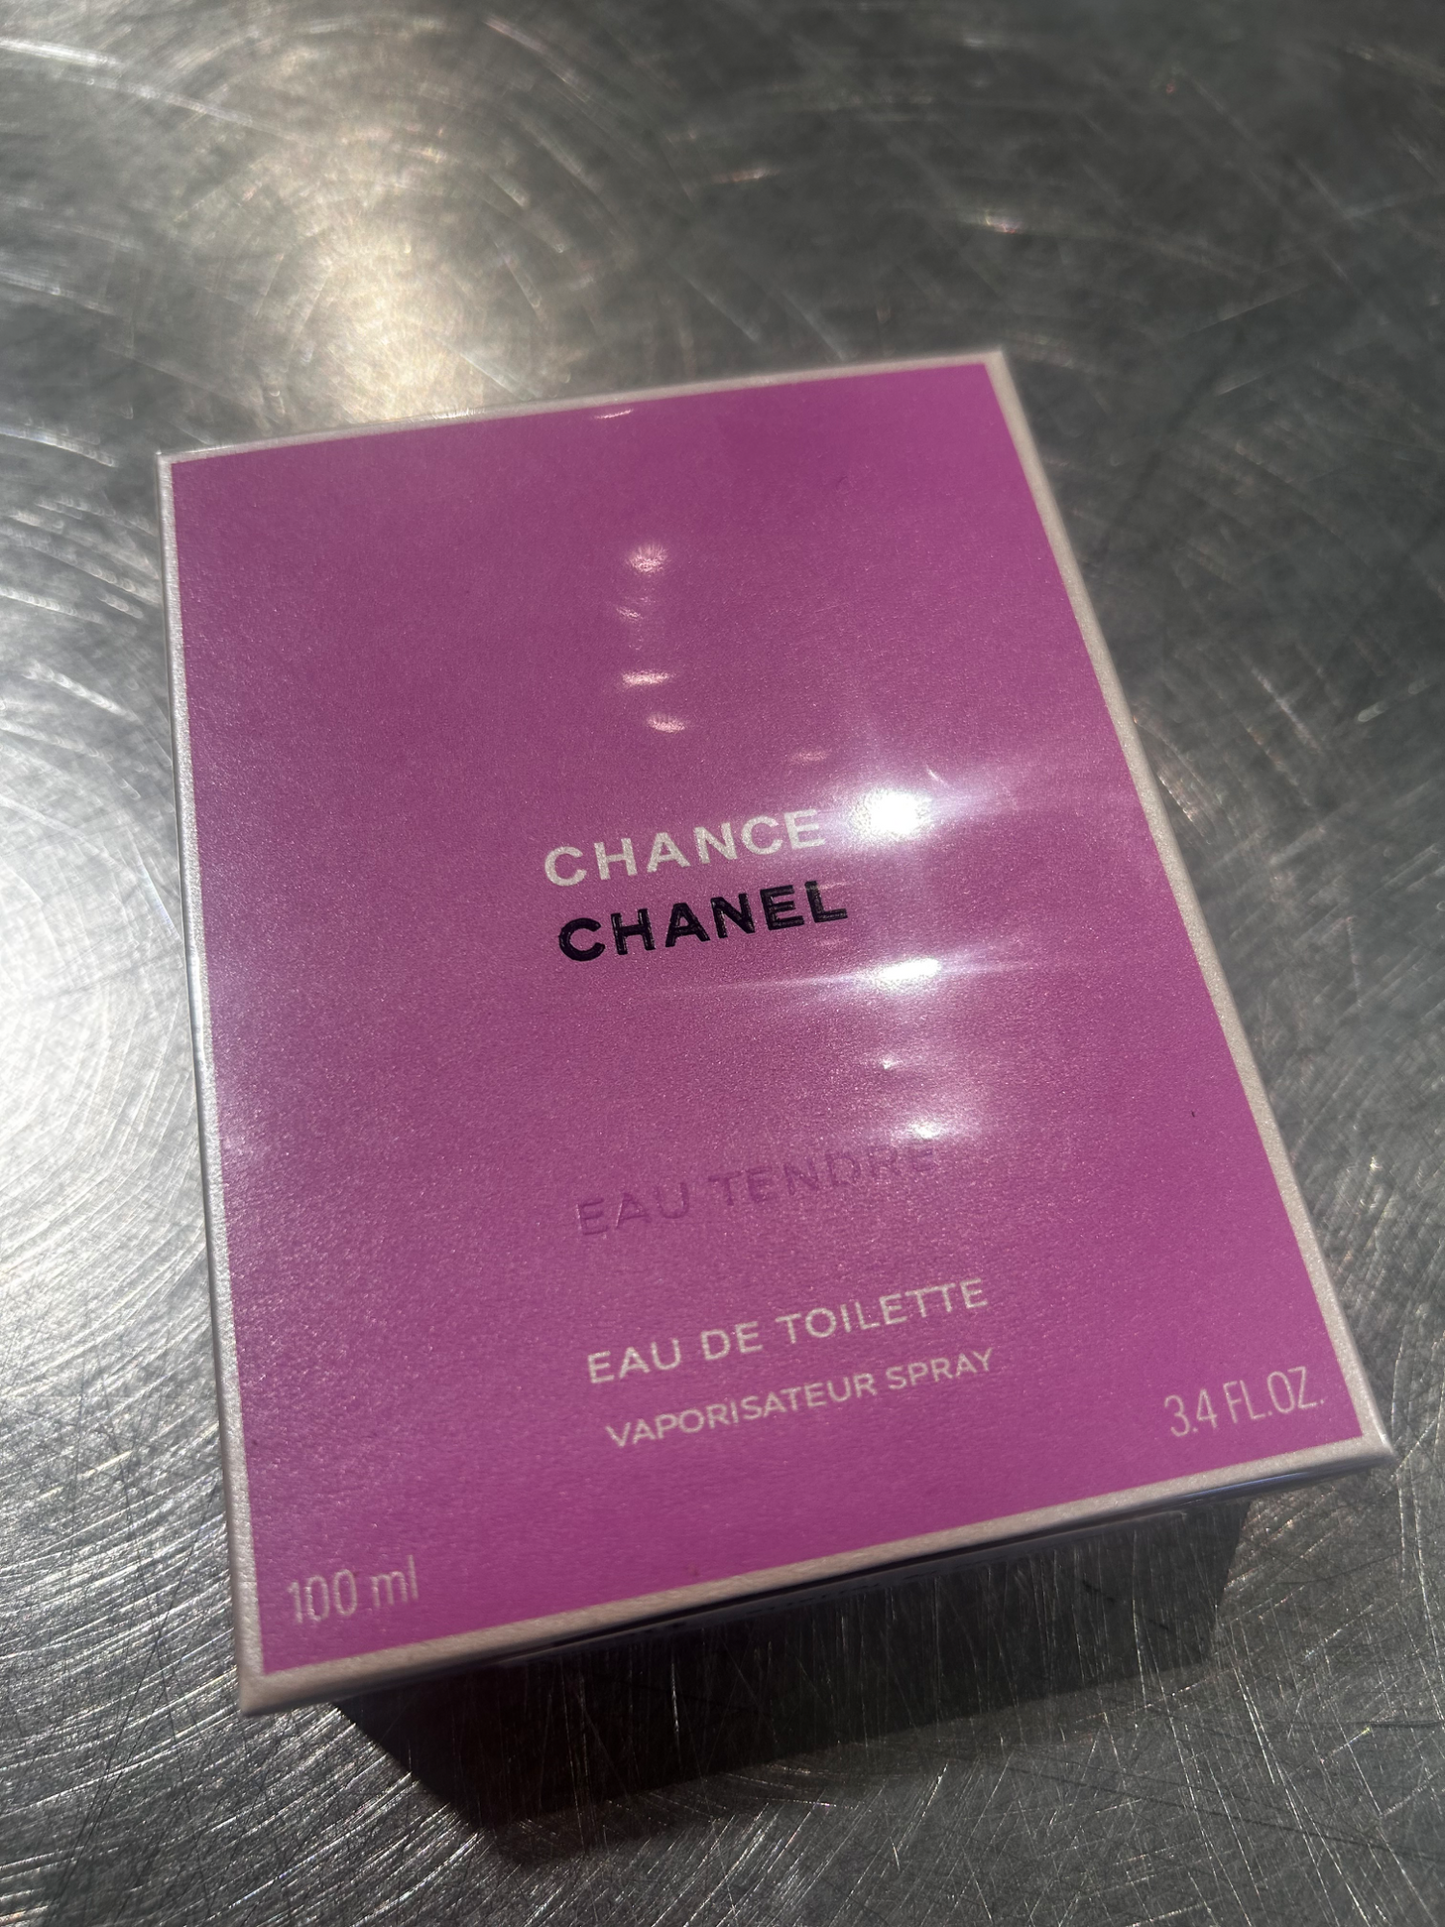 CHANCE
CHANEL
EAU TENDRE
EAU DE TOILETTE
VAPORISATEUR SPRAY
3.4 FL.OZ.
100 ml